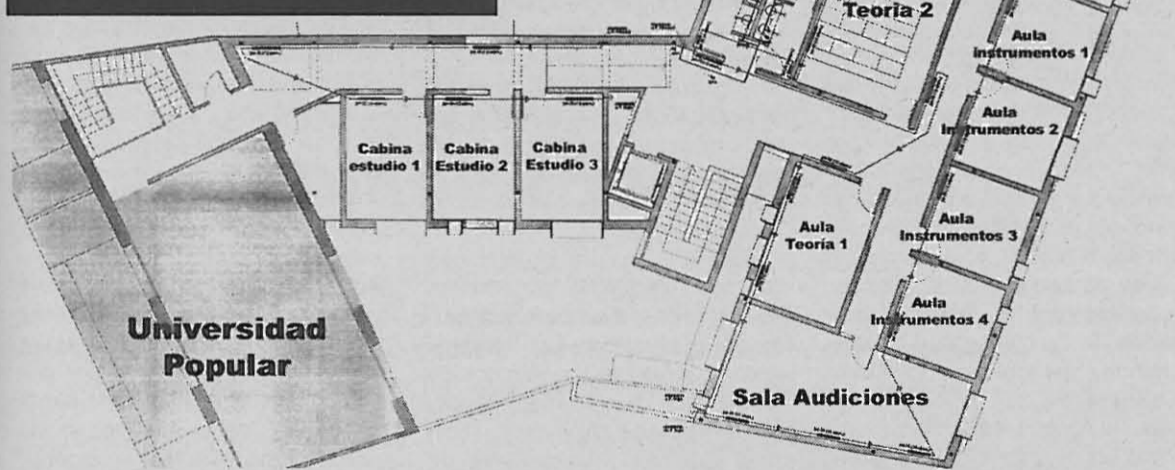 Teoría 2
Aula
instrumentos 1
Aula
Instrumentos 2
Cabina
estudio 1
Cabina
Estudio 2
Cabina
Estudio 3
Aula
Teoría 1
Aula
Instrumentos 3
Aula
Instrumentos 4
Universidad
Popular
Sala Audiciones